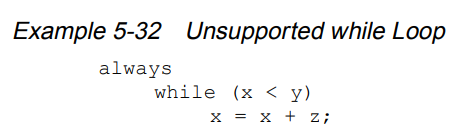 Example 5-32 Unsupported while Loop
always
while (x < y)
x = x + z;